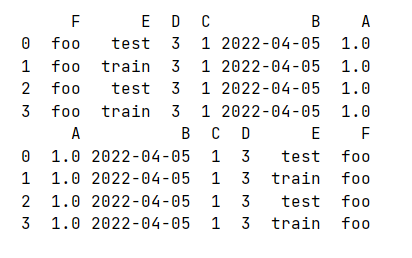 F E D C B A
0 foo test 3 1 2022-04-05 1.0
1 foo train 3 1 2022-04-05 1.0
2 foo test 3 1 2022-04-05 1.0
3 foo train 3 1 2022-04-05 1.0
A B C D E F
0 1.0 2022-04-05 1 3 test foo
1 1.0 2022-04-05 1 3 train foo
2 1.0 2022-04-05 1 3 test foo
3 1.0 2022-04-05 1 3 train foo